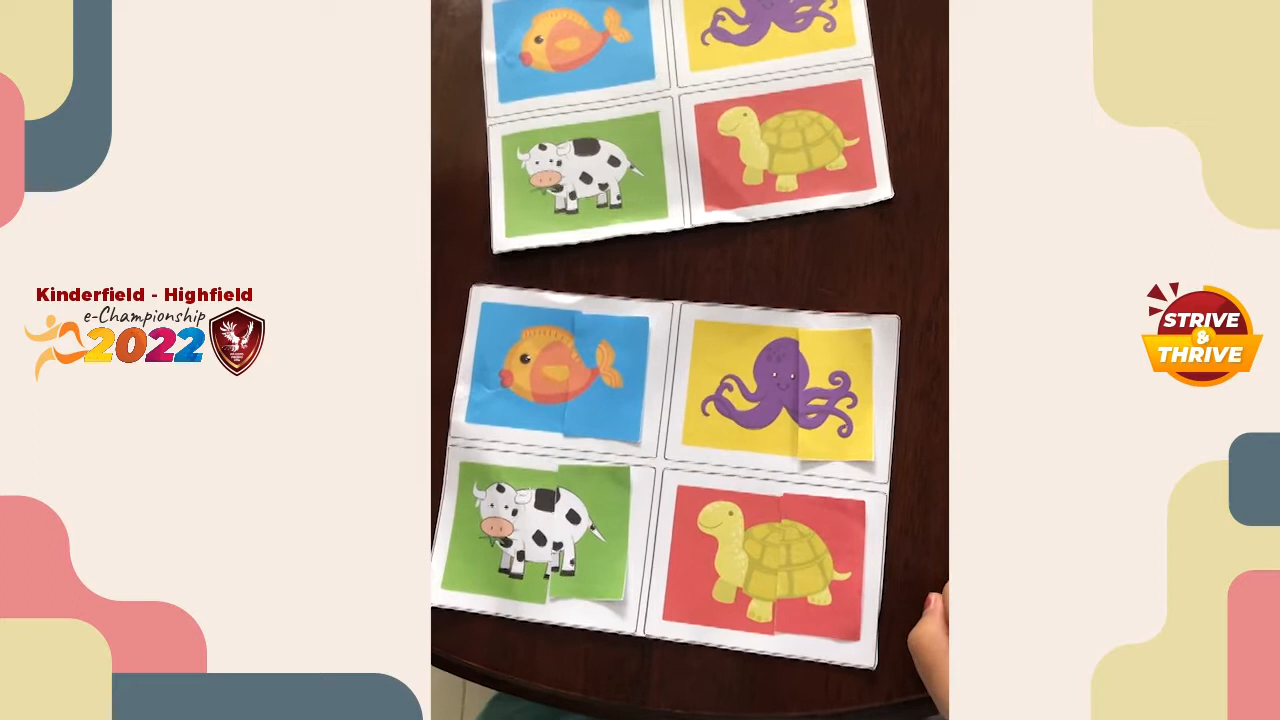 Kinderfield - Highfield
e-Championship
2022
STRIVE
&
THRIVE